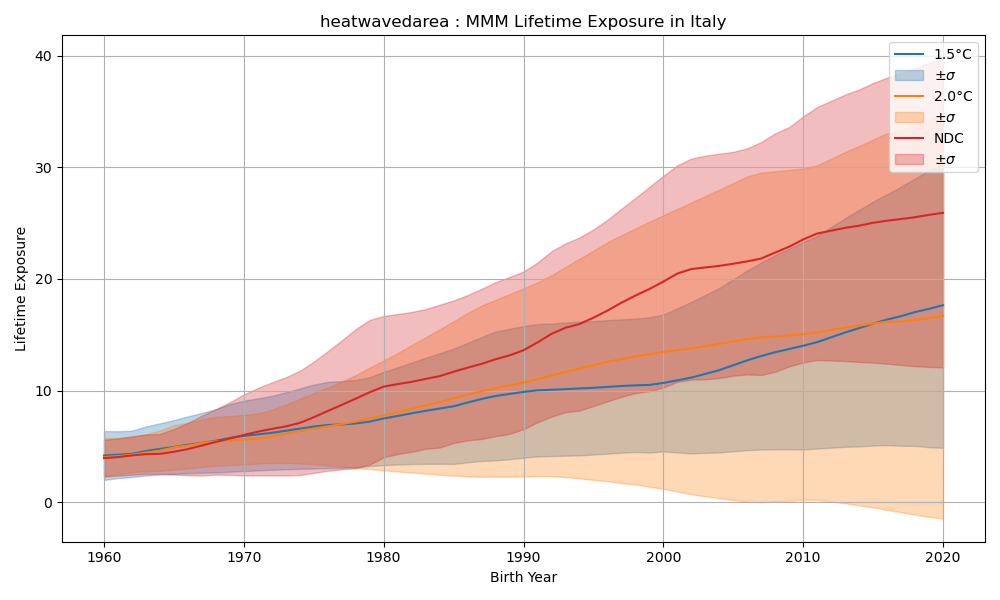 heatwavedarea : MMM Lifetime Exposure in Italy
1.5°C
±σ
2.0°C
±σ
NDC
±σ
40
30
20
10
0
Lifetime Exposure
1960 1970 1980 1990 2000 2010 2020
Birth Year